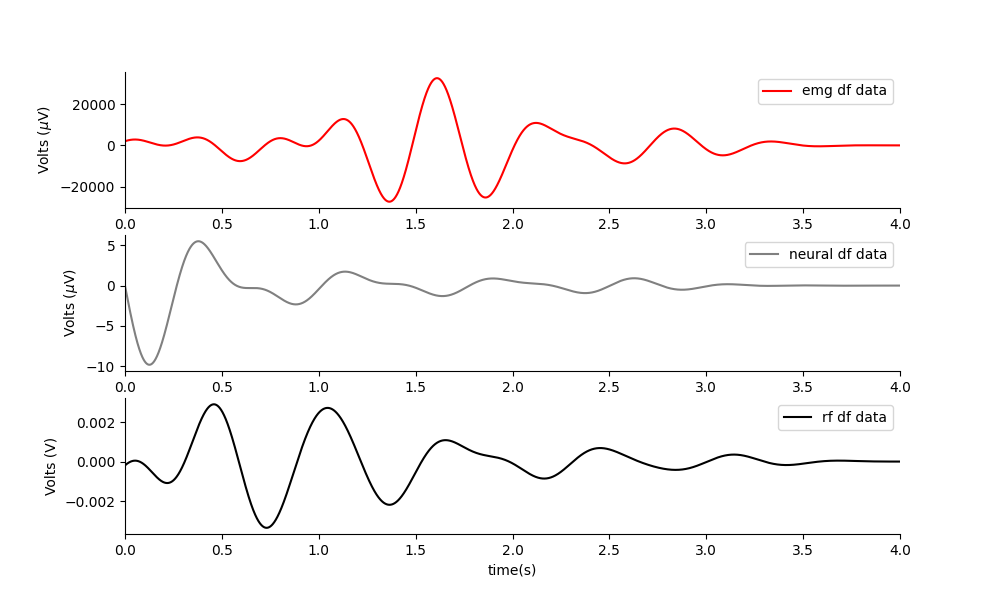 Volts (μV)
20000
0
−20000
emg df data
0.0 0.5 1.0 1.5 2.0 2.5 3.0 3.5 4.0
Volts (μV)
5
0
−5
−10
neural df data
0.0 0.5 1.0 1.5 2.0 2.5 3.0 3.5 4.0
Volts (V)
0.002
0.000
−0.002
rf df data
0.0 0.5 1.0 1.5 2.0 2.5 3.0 3.5 4.0
time(s)